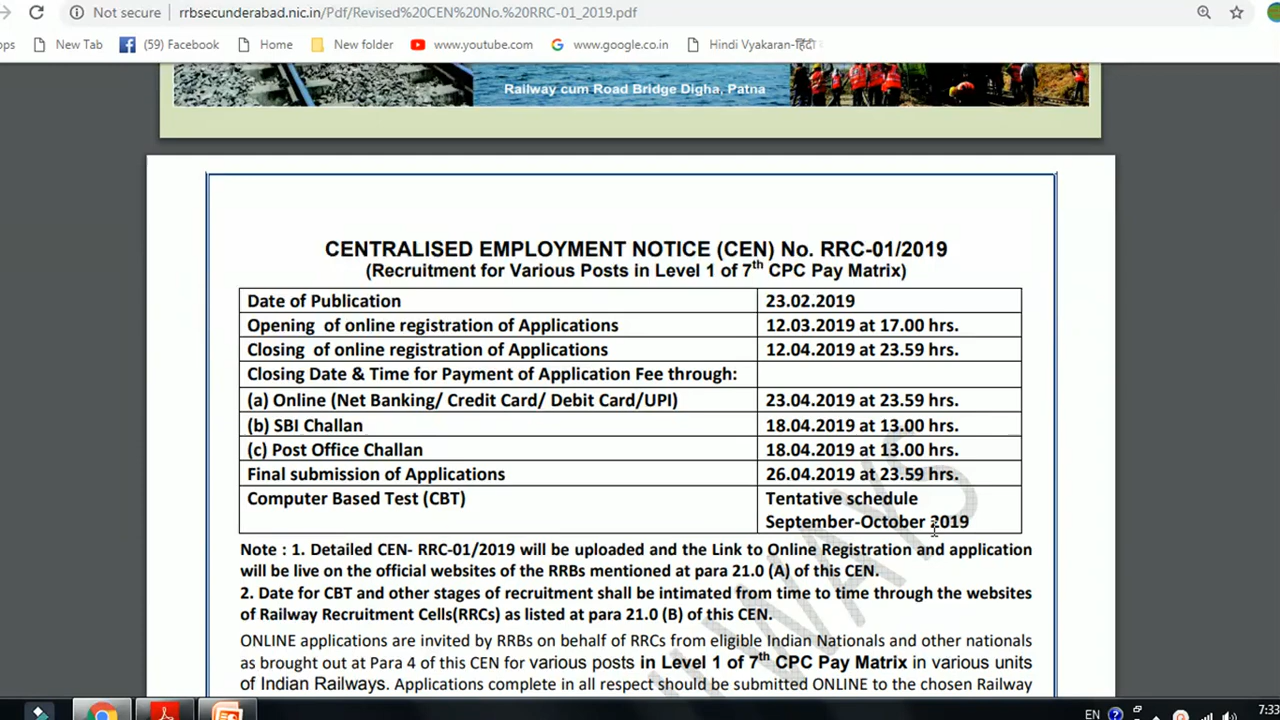 Not secure rrbsecunderabad.nic.in/Pdf/Revised%20CEN%20No.%20RRC-01_2019.pdf
New Tab (59) Facebook Home New folder www.youtube.com www.google.co.in Hindi Vyakaran-हिंदी
Railway cum Road Bridge Digha, Patna
CENTRALISED EMPLOYMENT NOTICE (CEN) No. RRC-01/2019
(Recruitment for Various Posts in Level 1 of 7th CPC Pay Matrix)
Date of Publication 23.02.2019
Opening of online registration of Applications 12.03.2019 at 17.00 hrs.
Closing of online registration of Applications 12.04.2019 at 23.59 hrs.
Closing Date & Time for Payment of Application Fee through:
(a) Online (Net Banking/ Credit Card/ Debit Card/UPI) 23.04.2019 at 23.59 hrs.
(b) SBI Challan 18.04.2019 at 13.00 hrs.
(c) Post Office Challan 18.04.2019 at 13.00 hrs.
Final submission of Applications 26.04.2019 at 23.59 hrs.
Computer Based Test (CBT) Tentative schedule
September-October 2019
Note : 1. Detailed CEN- RRC-01/2019 will be uploaded and the Link to Online Registration and application
will be live on the official websites of the RRBs mentioned at para 21.0 (A) of this CEN.
2. Date for CBT and other stages of recruitment shall be intimated from time to time through the websites
of Railway Recruitment Cells(RRCs) as listed at para 21.0 (B) of this CEN.
ONLINE applications are invited by RRBs on behalf of RRCs from eligible Indian Nationals and other nationals
as brought out at Para 4 of this CEN for various posts in Level 1 of 7th CPC Pay Matrix in various units
of Indian Railways. Applications complete in all respect should be submitted ONLINE to the chosen Railway
EN 7:33